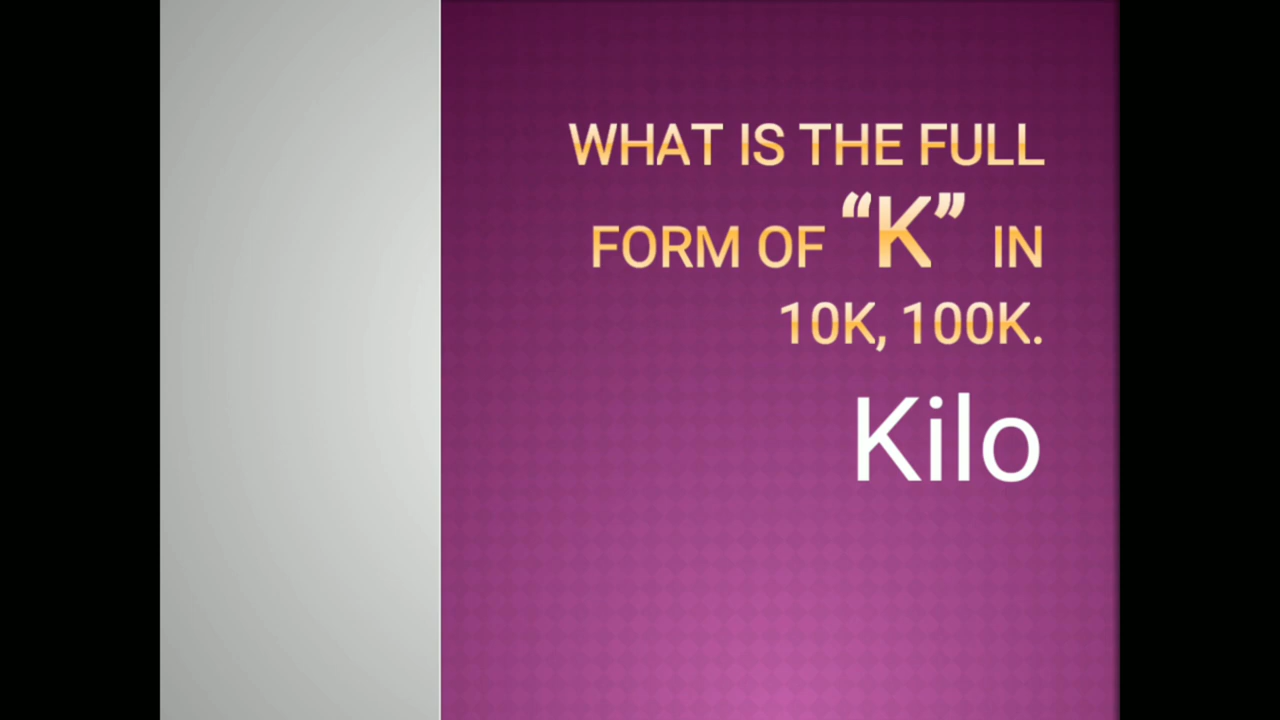 WHAT IS THE FULL
FORM OF “K” IN
10K, 100K.
Kilo